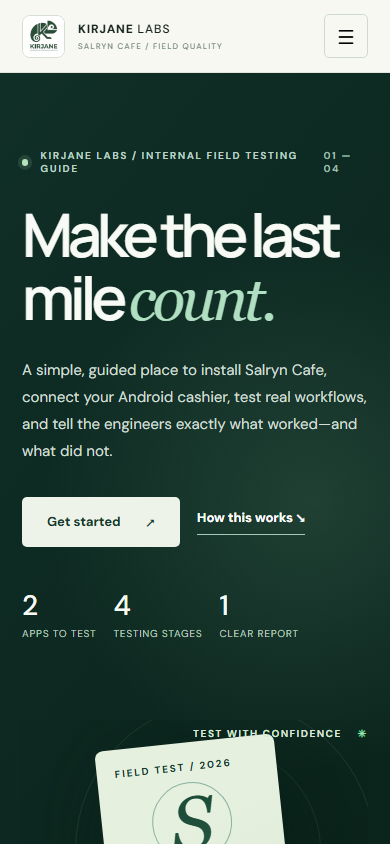 KIRJANE
KIRJANE LABS
SALRYN CAFE / FIELD QUALITY
KIRJANE LABS / INTERNAL FIELD TESTING
GUIDE
01 —
04
Make the last
mile count.
A simple, guided place to install Salryn Cafe,
connect your Android cashier, test real workflows,
and tell the engineers exactly what worked—and
what did not.
Get started ↗
How this works ↘
2
APPS TO TEST
4
TESTING STAGES
1
CLEAR REPORT
TEST WITH CONFIDENCE
FIELD TEST / 2026
S